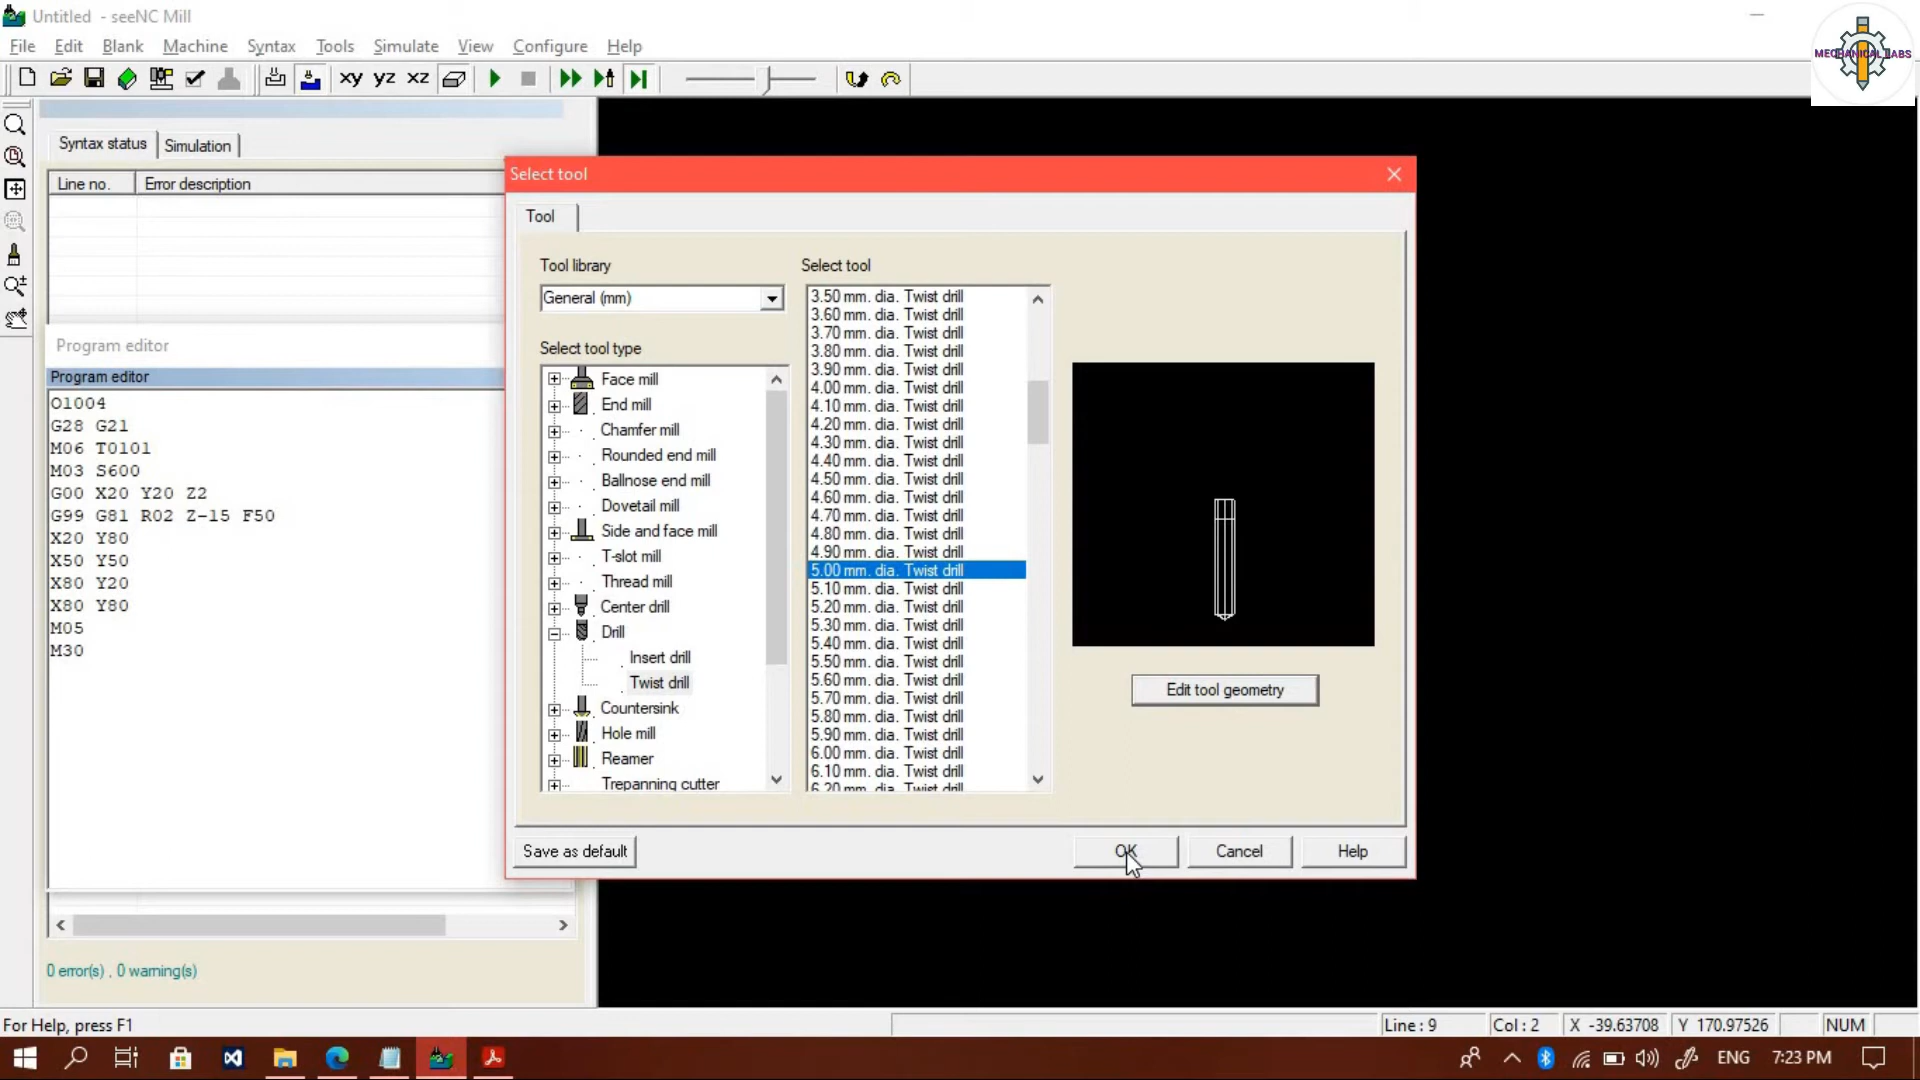 Untitled - seeNC Mill
MECHANICAL LABS
File Edit Blank Machine Syntax Tools Simulate View Configure Help
xy yz xz
Syntax status Simulation
Line no. Error description
Program editor
Program editor
O1004
G28 G21
M06 T0101
M03 S600
G00 X20 Y20 Z2
G99 G81 R02 Z-15 F50
X20 Y80
X50 Y50
X80 Y20
X80 Y80
M05
M30
0 error(s) , 0 warning(s)
Select tool
Tool
Tool library
General (mm)
Select tool type
Face mill
End mill
Chamfer mill
Rounded end mill
Ballnose end mill
Dovetail mill
Side and face mill
T-slot mill
Thread mill
Center drill
Drill
Insert drill
Twist drill
Countersink
Hole mill
Reamer
Trepanning cutter
Select tool
3.50 mm. dia. Twist drill
3.60 mm. dia. Twist drill
3.70 mm. dia. Twist drill
3.80 mm. dia. Twist drill
3.90 mm. dia. Twist drill
4.00 mm. dia. Twist drill
4.10 mm. dia. Twist drill
4.20 mm. dia. Twist drill
4.30 mm. dia. Twist drill
4.40 mm. dia. Twist drill
4.50 mm. dia. Twist drill
4.60 mm. dia. Twist drill
4.70 mm. dia. Twist drill
4.80 mm. dia. Twist drill
4.90 mm. dia. Twist drill
5.00 mm. dia. Twist drill
5.10 mm. dia. Twist drill
5.20 mm. dia. Twist drill
5.30 mm. dia. Twist drill
5.40 mm. dia. Twist drill
5.50 mm. dia. Twist drill
5.60 mm. dia. Twist drill
5.70 mm. dia. Twist drill
5.80 mm. dia. Twist drill
5.90 mm. dia. Twist drill
6.00 mm. dia. Twist drill
6.10 mm. dia. Twist drill
6.20 mm. dia. Twist drill
Edit tool geometry
Save as default OK Cancel Help
For Help, press F1 Line : 9 Col : 2 X -39.63708 Y 170.97526 NUM
ENG 7:23 PM